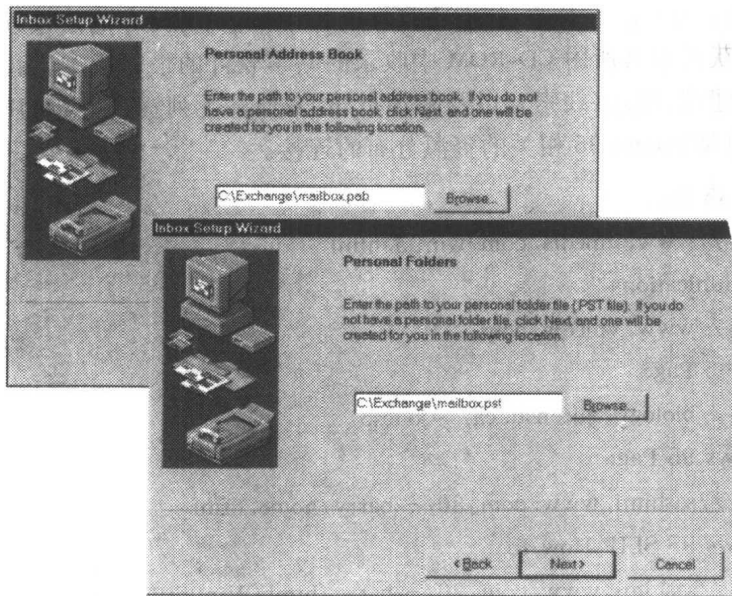 Inbox Setup Wizard
Personal Address Book
Enter the path to your personal address book. If you do not
have a personal address book, click Next, and one will be
created for you in the following location.
C:\Exchange\mailbox.pab
Browse...
Inbox Setup Wizard
Personal Folders
Enter the path to your personal folder file (.PST file). If you do
not have a personal folder file, click Next, and one will be
created for you in the following location.
C:\Exchange\mailbox.pst
Browse...
< Back
Next >
Cancel